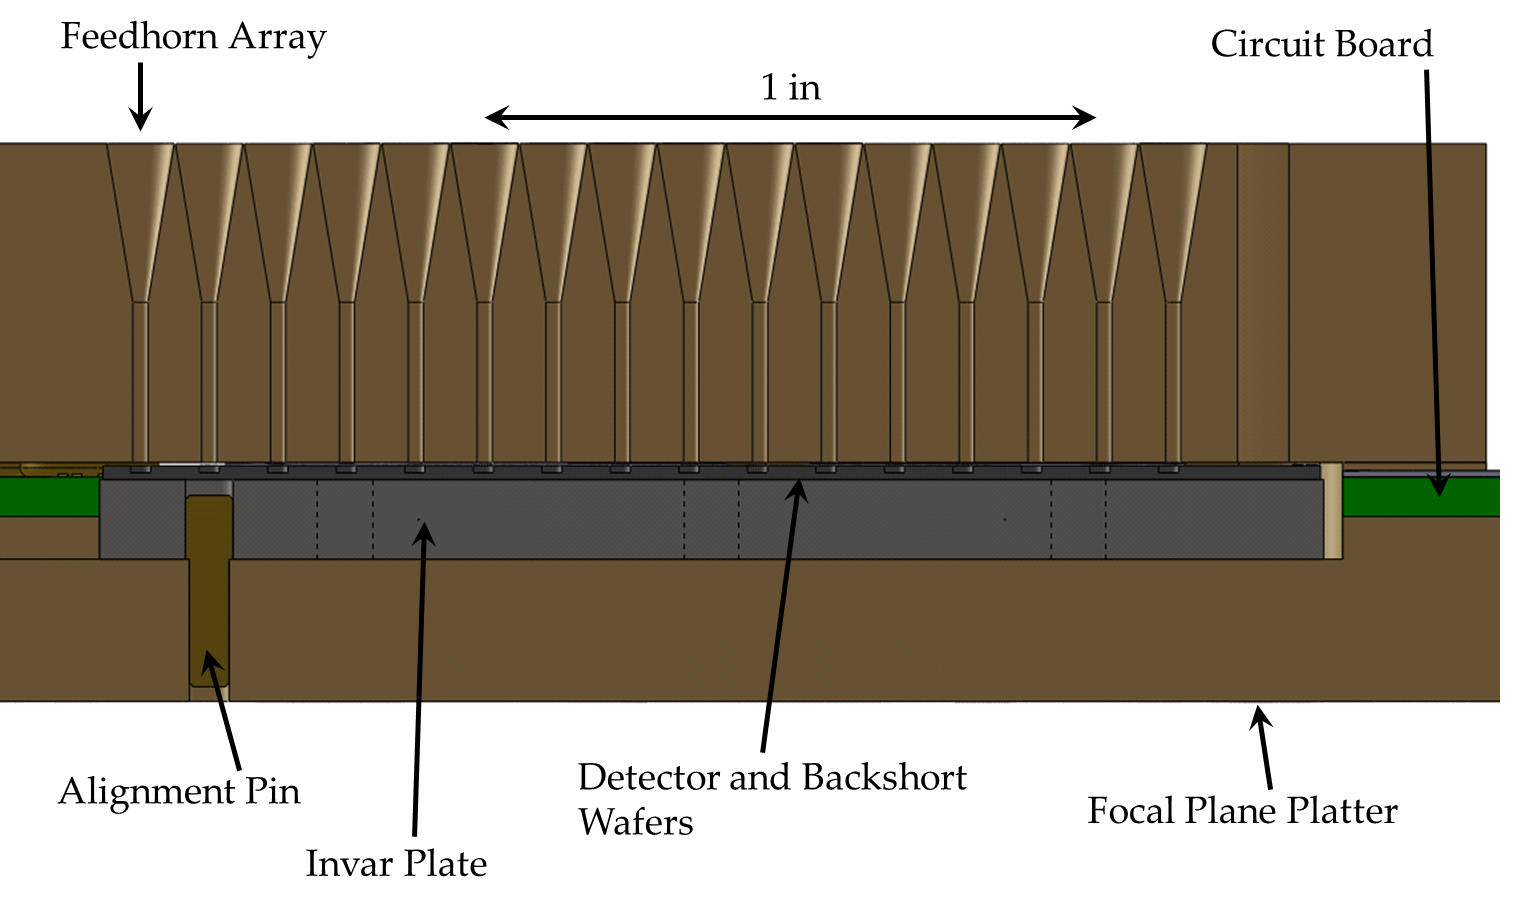 Feedhorn Array
Circuit Board
1 in
Alignment Pin
Detector and Backshort
Wafers
Focal Plane Platter
Invar Plate